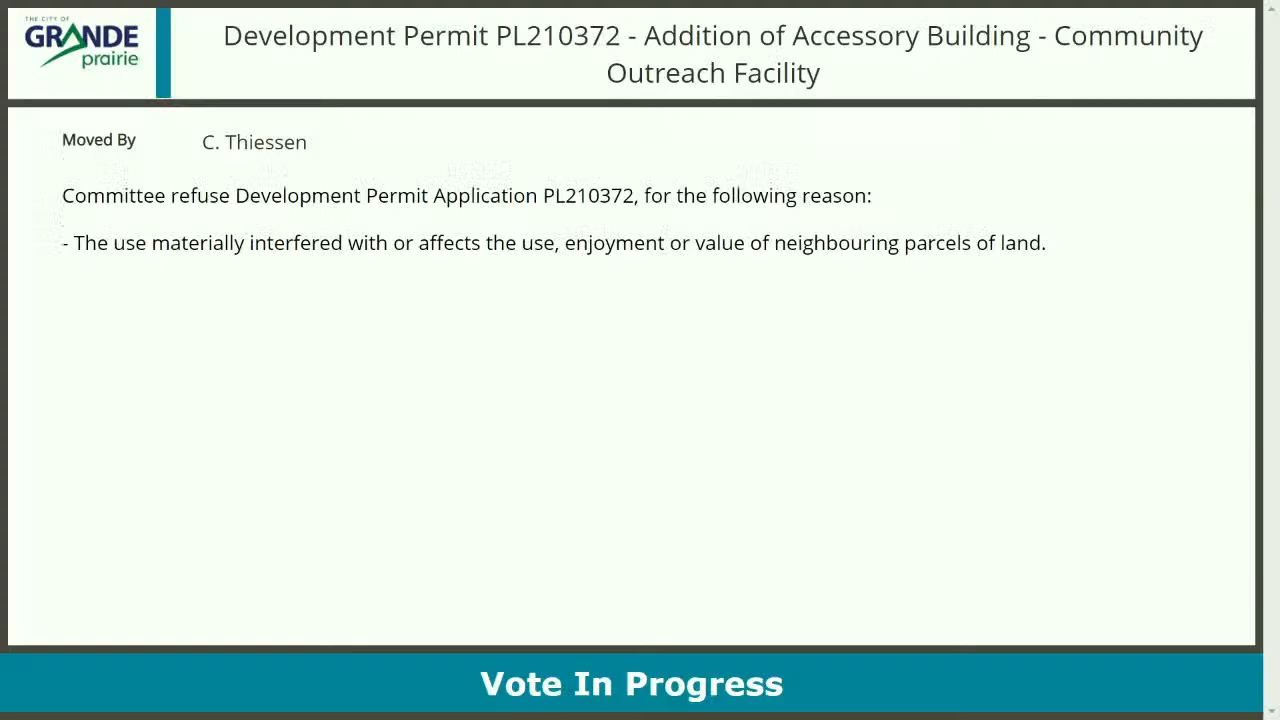 THE CITY OF
GRANDE
prairie
Development Permit PL210372 - Addition of Accessory Building - Community
Outreach Facility
Moved By C. Thiessen
Committee refuse Development Permit Application PL210372, for the following reason:
- The use materially interfered with or affects the use, enjoyment or value of neighbouring parcels of land.
Vote In Progress